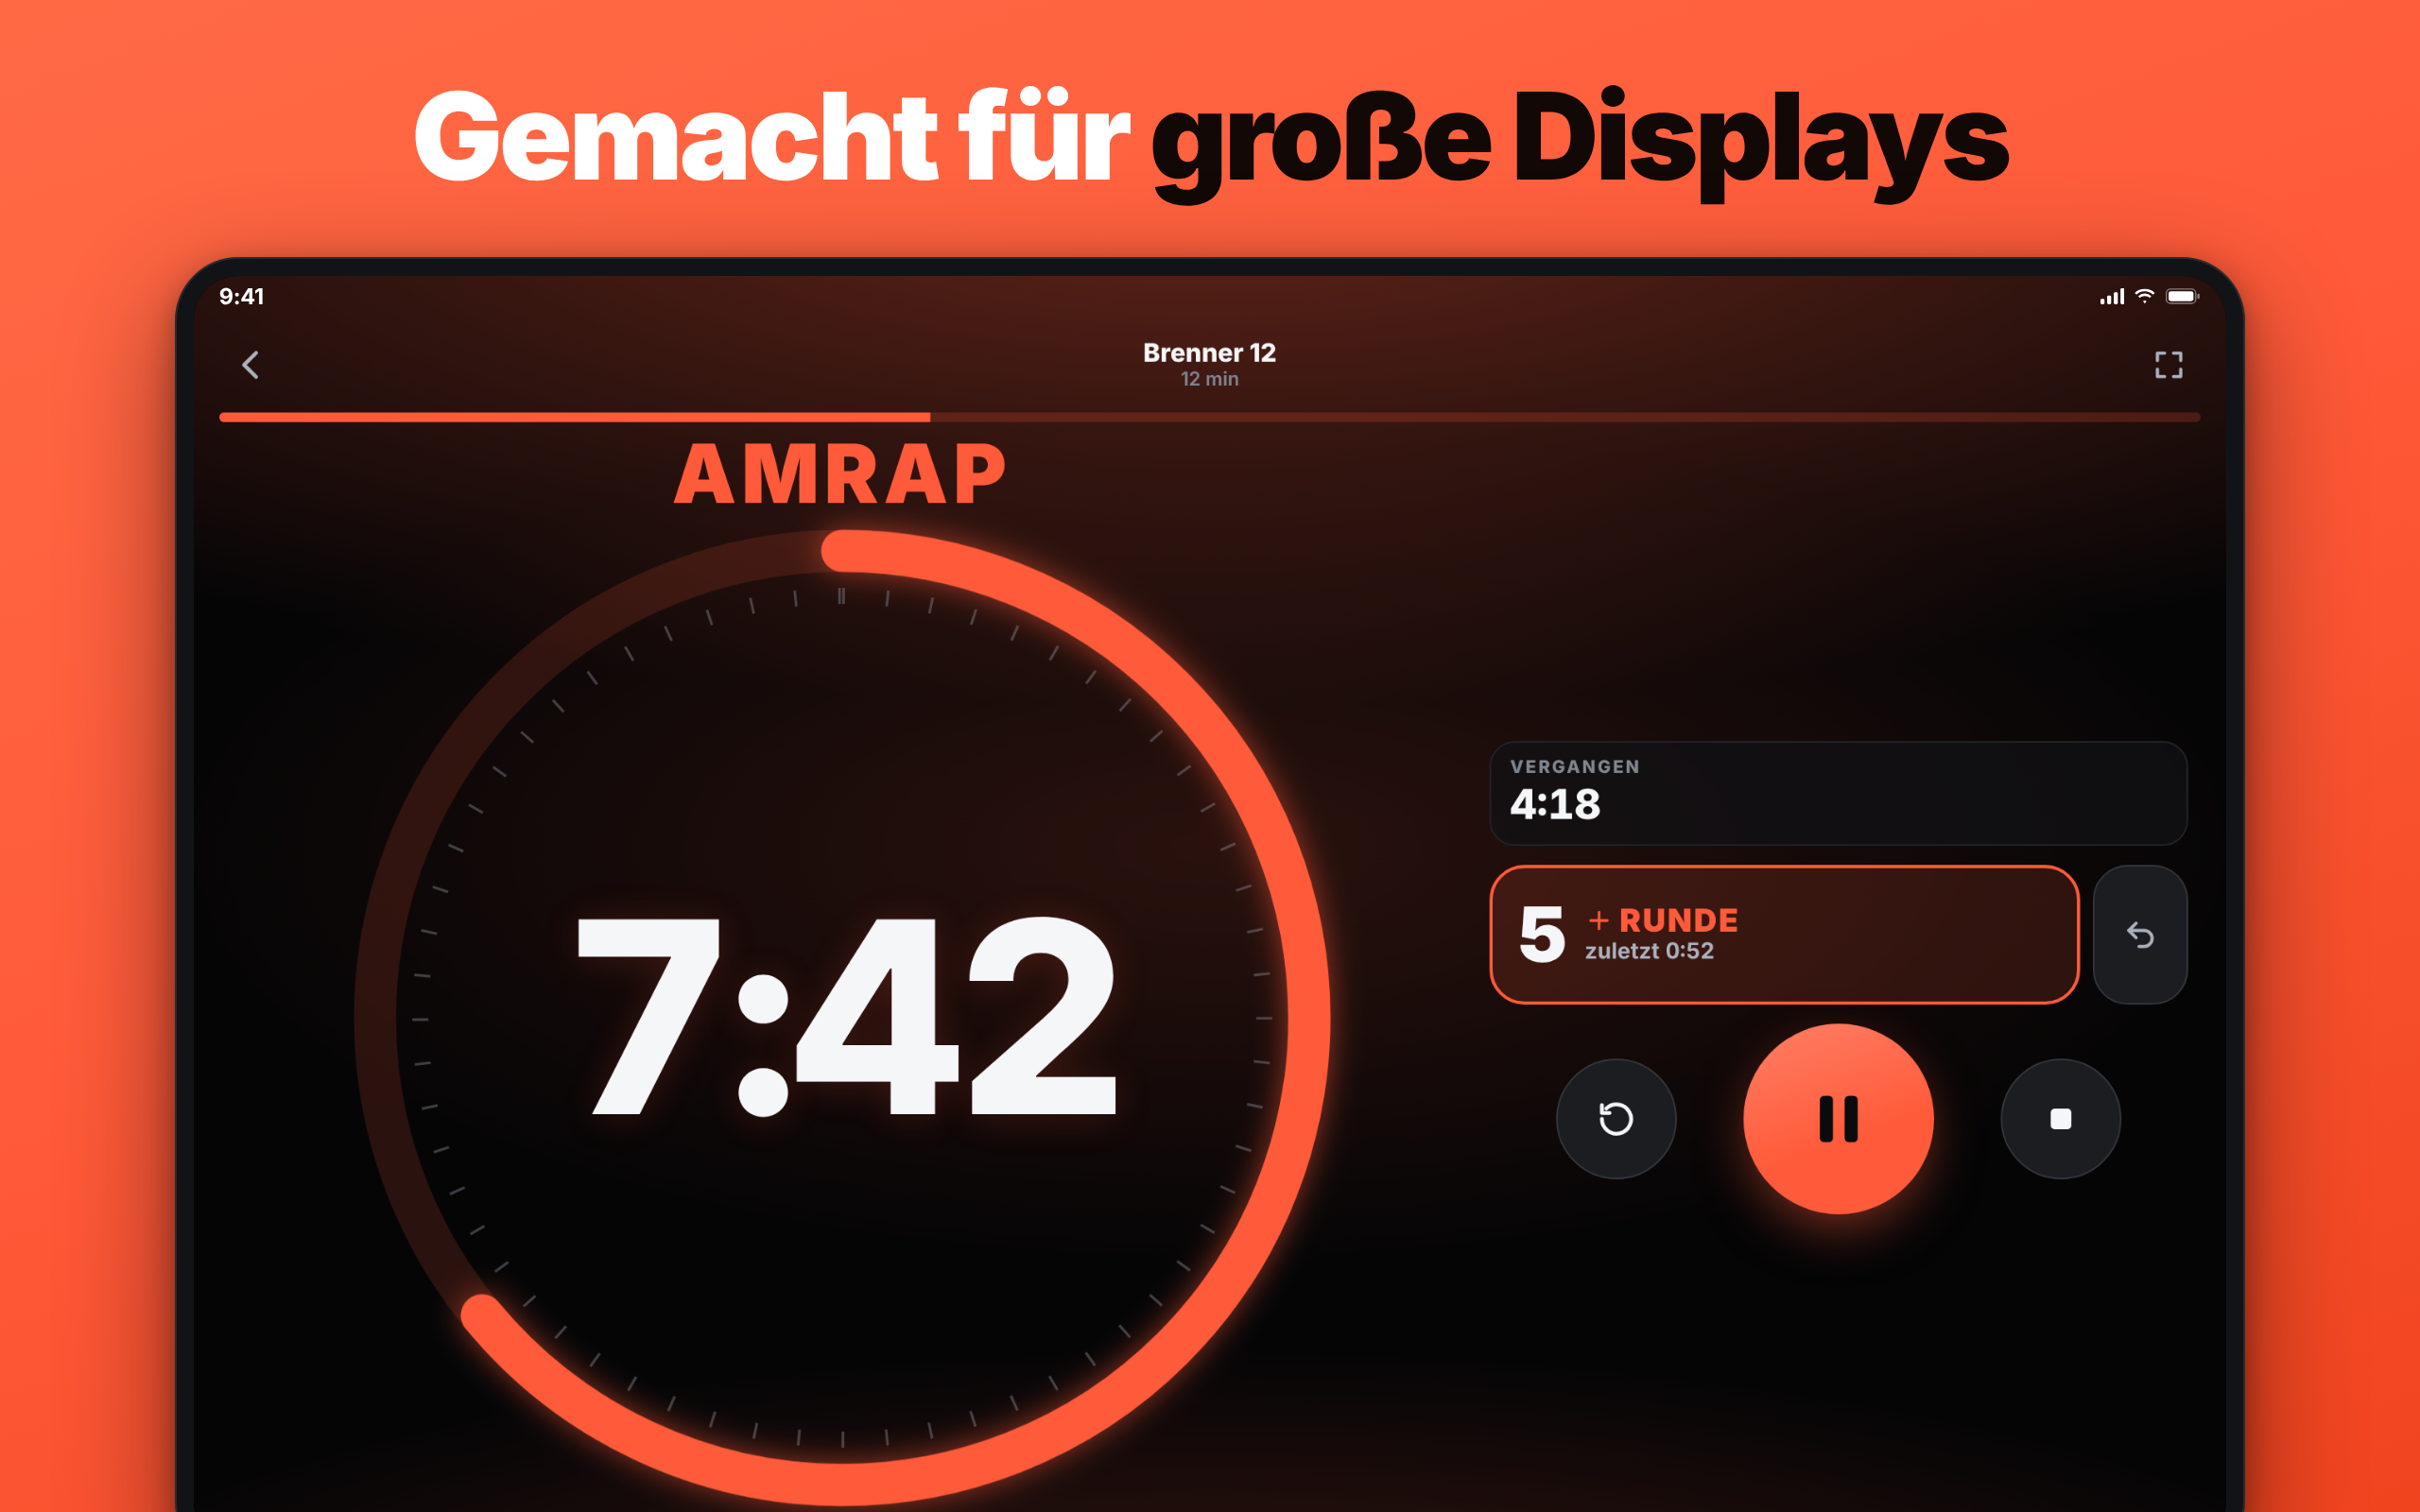 Gemacht für große Displays
9:41
Brenner 12
12 min
AMRAP
7:42
VERGANGEN
4:18
5
+ RUNDE
zuletzt 0:52